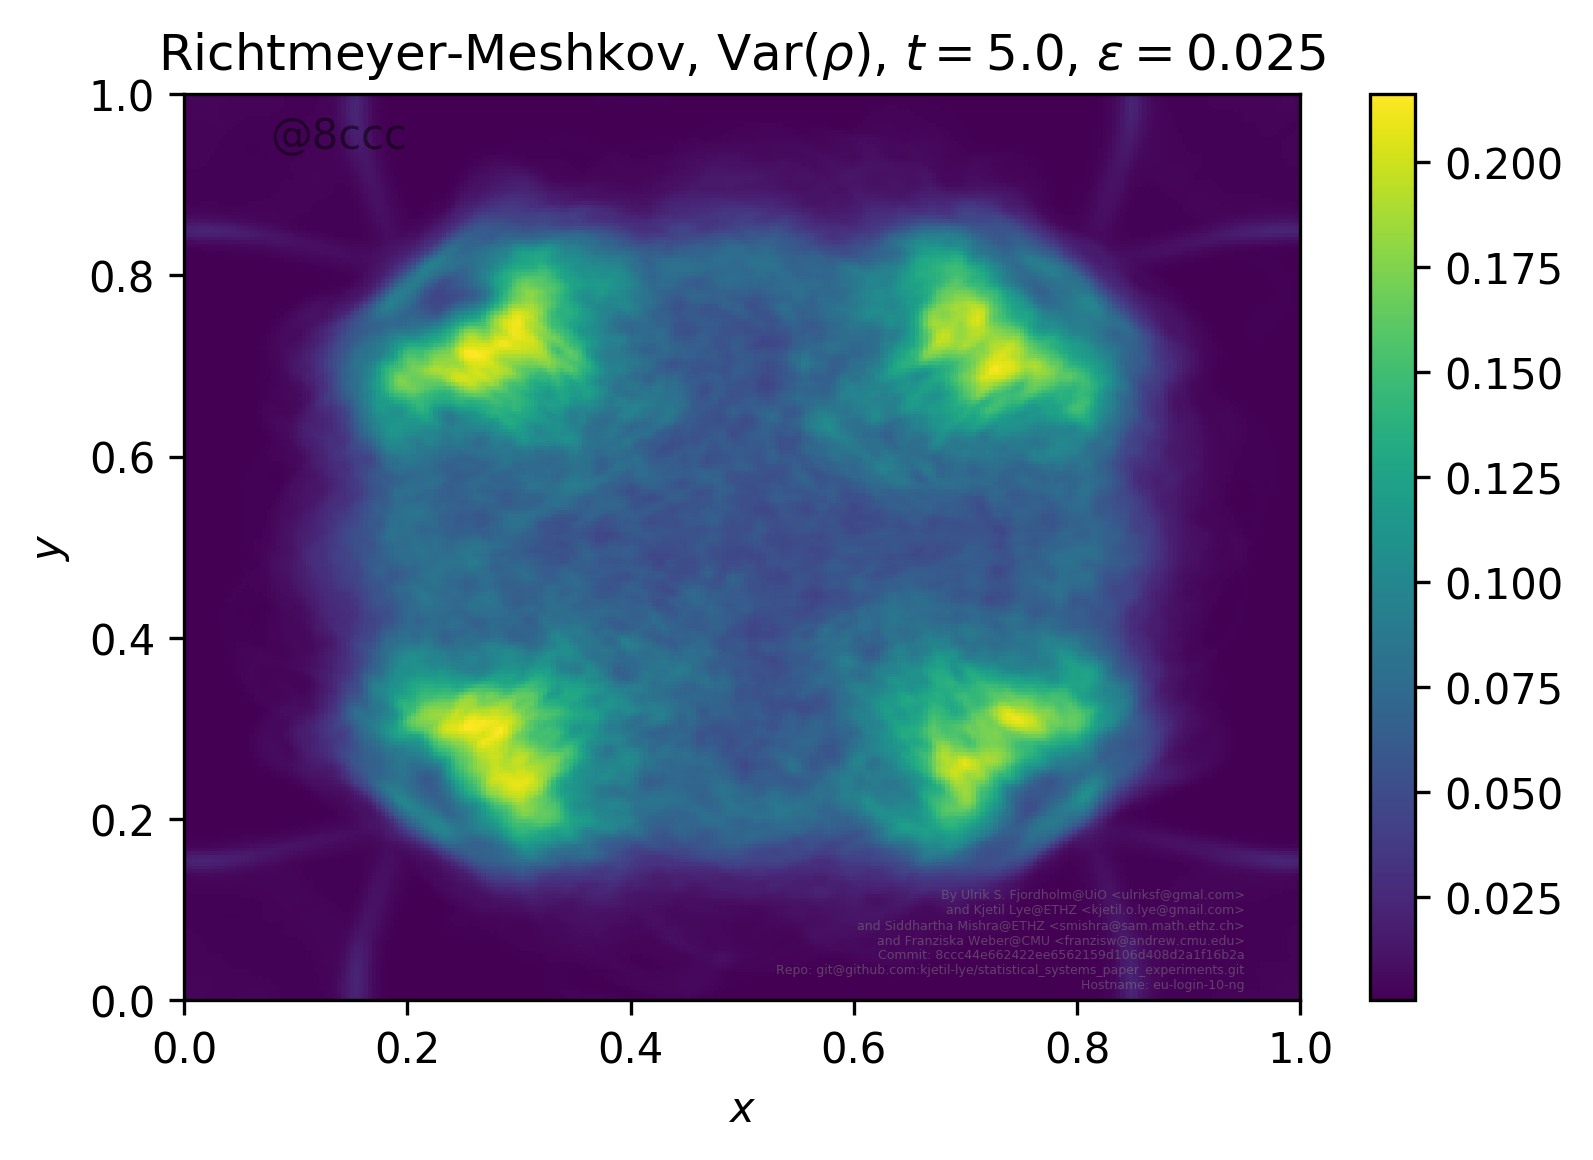 Richtmeyer-Meshkov, Var(ρ), t = 5.0, ε = 0.025
@8ccc
1.0
0.8
0.6
0.4
0.2
0.0
y
0.0 0.2 0.4 0.6 0.8 1.0
x
0.200
0.175
0.150
0.125
0.100
0.075
0.050
0.025
By Ulrik S. Fjordholm@UiO <ulriksf@gmal.com>
and Kjetil Lye@ETHZ <kjetil.o.lye@gmail.com>
and Siddhartha Mishra@ETHZ <smishra@sam.math.ethz.ch>
and Franziska Weber@CMU <franzisw@andrew.cmu.edu>
Commit: 8ccc44e662422ee6562159d106d408d2a1f16b2a
Repo: git@github.com:kjetil-lye/statistical_systems_paper_experiments.git
Hostname: eu-login-10-ng